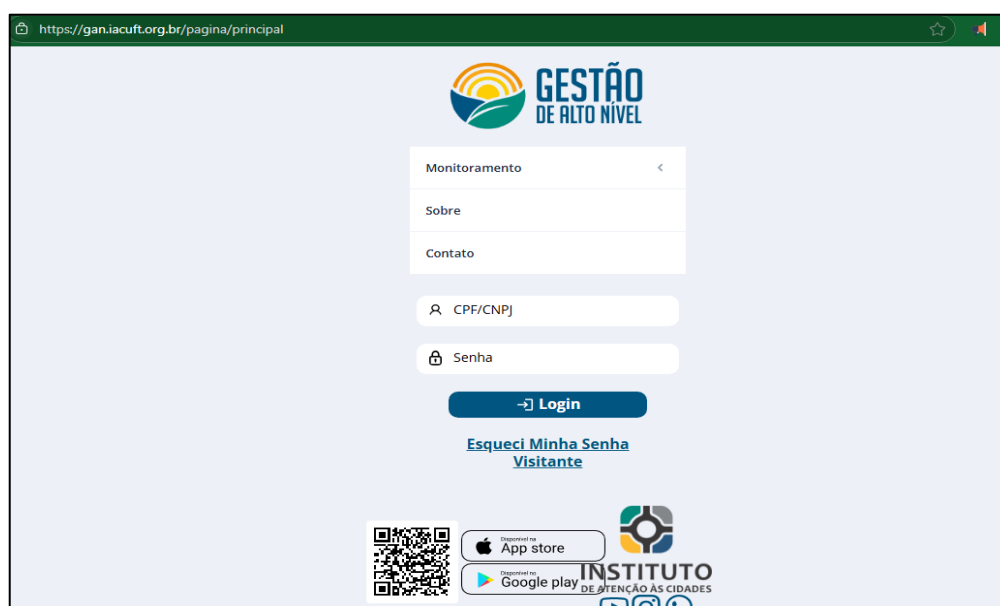 https://gan.iacuft.org.br/pagina/principal
GESTÃO
DE ALTO NÍVEL
Monitoramento
Sobre
Contato
CPF/CNPJ
Senha
Login
Esqueci Minha Senha
Visitante
Disponível na
App store
Disponível no
Google play
INSTITUTO
DE ATENÇÃO ÀS CIDADES